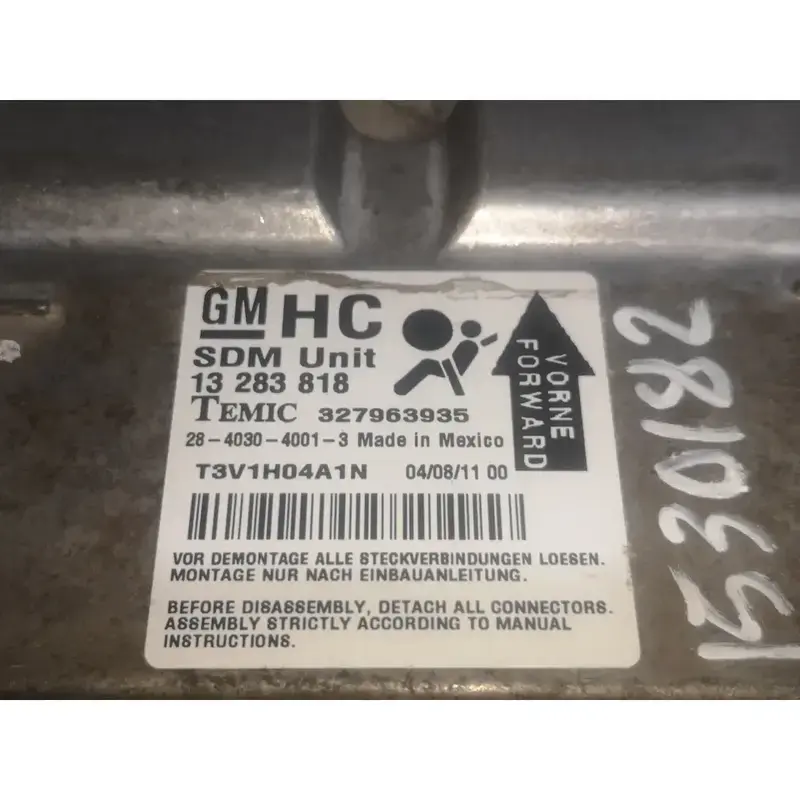 GM HC
SDM Unit
13 283 818
TEMIC 327963935
28-4030-4001-3 Made in Mexico
T3V1H04A1N 04/08/11 00
VORNE
FORWARD
VOR DEMONTAGE ALLE STECKVERBINDUNGEN LOESEN.
MONTAGE NUR NACH EINBAUANLEITUNG.
BEFORE DISASSEMBLY, DETACH ALL CONNECTORS.
ASSEMBLY STRICTLY ACCORDING TO MANUAL
INSTRUCTIONS.
1530182